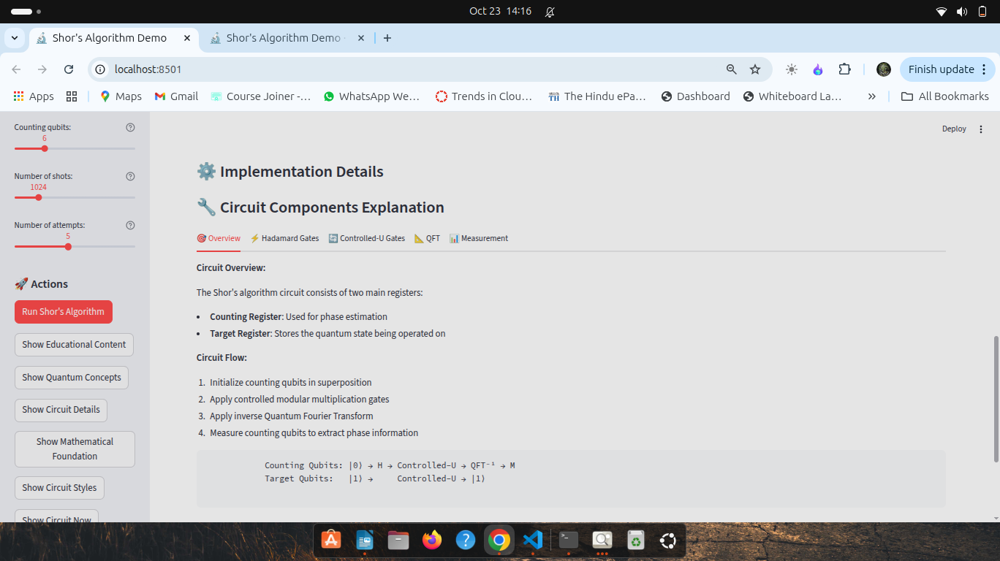 Oct 23 14:16
Shor's Algorithm Demo
Shor's Algorithm Demo
localhost:8501
Finish update
Apps
Maps
Gmail
Course Joiner -...
WhatsApp We...
Trends in Clou...
The Hindu ePa...
Dashboard
Whiteboard La...
All Bookmarks
Deploy
Counting qubits:
6
Number of shots:
1024
Number of attempts:
5
🚀 Actions
Run Shor's Algorithm
Show Educational Content
Show Quantum Concepts
Show Circuit Details
Show Mathematical
Foundation
Show Circuit Styles
Show Circuit Now
⚙️ Implementation Details
🔧 Circuit Components Explanation
🎯 Overview ⚡ Hadamard Gates 🔄 Controlled-U Gates 📐 QFT 📊 Measurement
Circuit Overview:
The Shor's algorithm circuit consists of two main registers:
• Counting Register: Used for phase estimation
• Target Register: Stores the quantum state being operated on
Circuit Flow:
1. Initialize counting qubits in superposition
2. Apply controlled modular multiplication gates
3. Apply inverse Quantum Fourier Transform
4. Measure counting qubits to extract phase information
Counting Qubits: |0⟩ → H → Controlled-U → QFT⁻¹ → M
Target Qubits: |1⟩ → Controlled-U → |1⟩